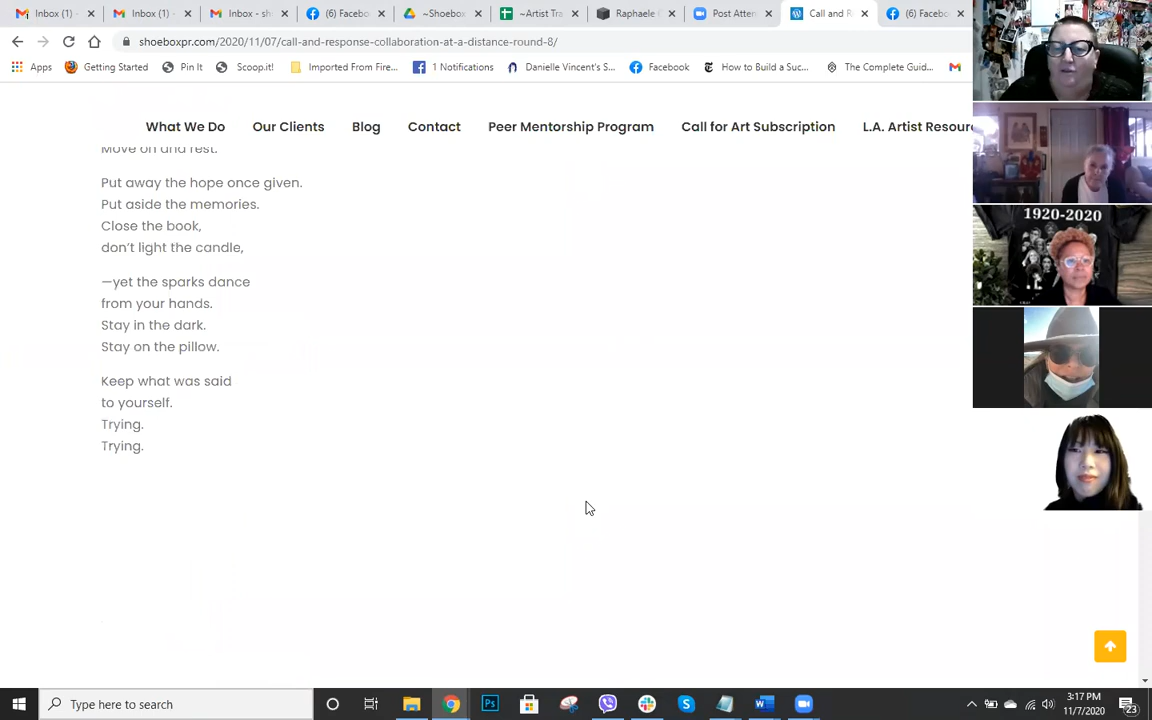 Inbox (1)
Inbox (1) -
Inbox - sh
(6) Facebo
~Shoebox
~Artist Tra
Raphaele
Post Atten
Call and R
(6) Facebo
shoeboxpr.com/2020/11/07/call-and-response-collaboration-at-a-distance-round-8/
Apps
Getting Started
Pin It
Scoop.it!
Imported From Fire...
1 Notifications
Danielle Vincent's S...
Facebook
How to Build a Suc...
The Complete Guid...
What We Do
Our Clients
Blog
Contact
Peer Mentorship Program
Call for Art Subscription
L.A. Artist Resour
Move on and rest.
Put away the hope once given.
Put aside the memories.
Close the book,
don't light the candle,
—yet the sparks dance
from your hands.
Stay in the dark.
Stay on the pillow.
Keep what was said
to yourself.
Trying.
Trying.
1920-2020
Type here to search
3:17 PM
11/7/2020
23